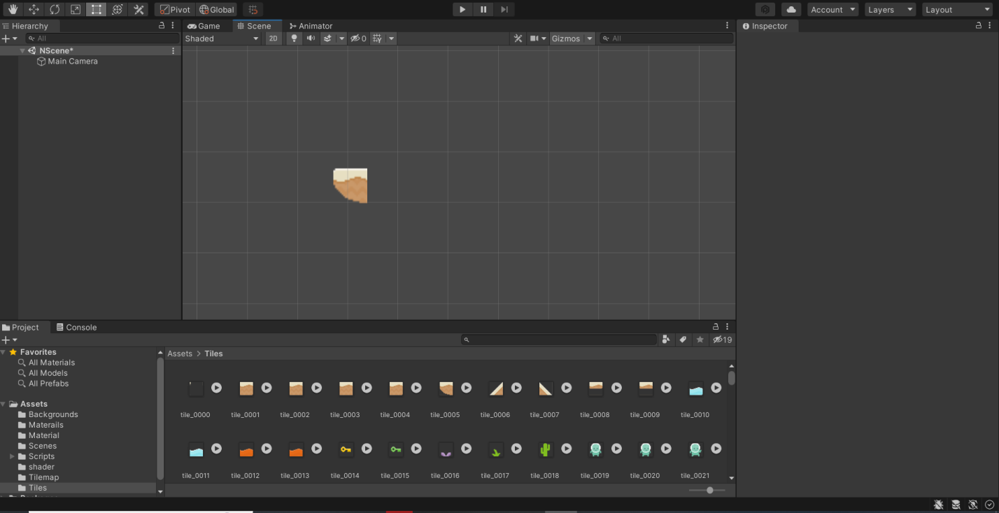 Pivot Global Account Layers Layout
Hierarchy
All
NScene*
Main Camera
Game Scene Animator
Shaded 2D 0 Gizmos All
Inspector
Project Console
19
Favorites
All Materials
All Models
All Prefabs
Assets
Backgrounds
Materails
Material
Scenes
Scripts
shader
Tilemap
Tiles
Assets > Tiles
tile_0000 tile_0001 tile_0002 tile_0003 tile_0004 tile_0005 tile_0006 tile_0007 tile_0008 tile_0009 tile_0010
tile_0011 tile_0012 tile_0013 tile_0014 tile_0015 tile_0016 tile_0017 tile_0018 tile_0019 tile_0020 tile_0021